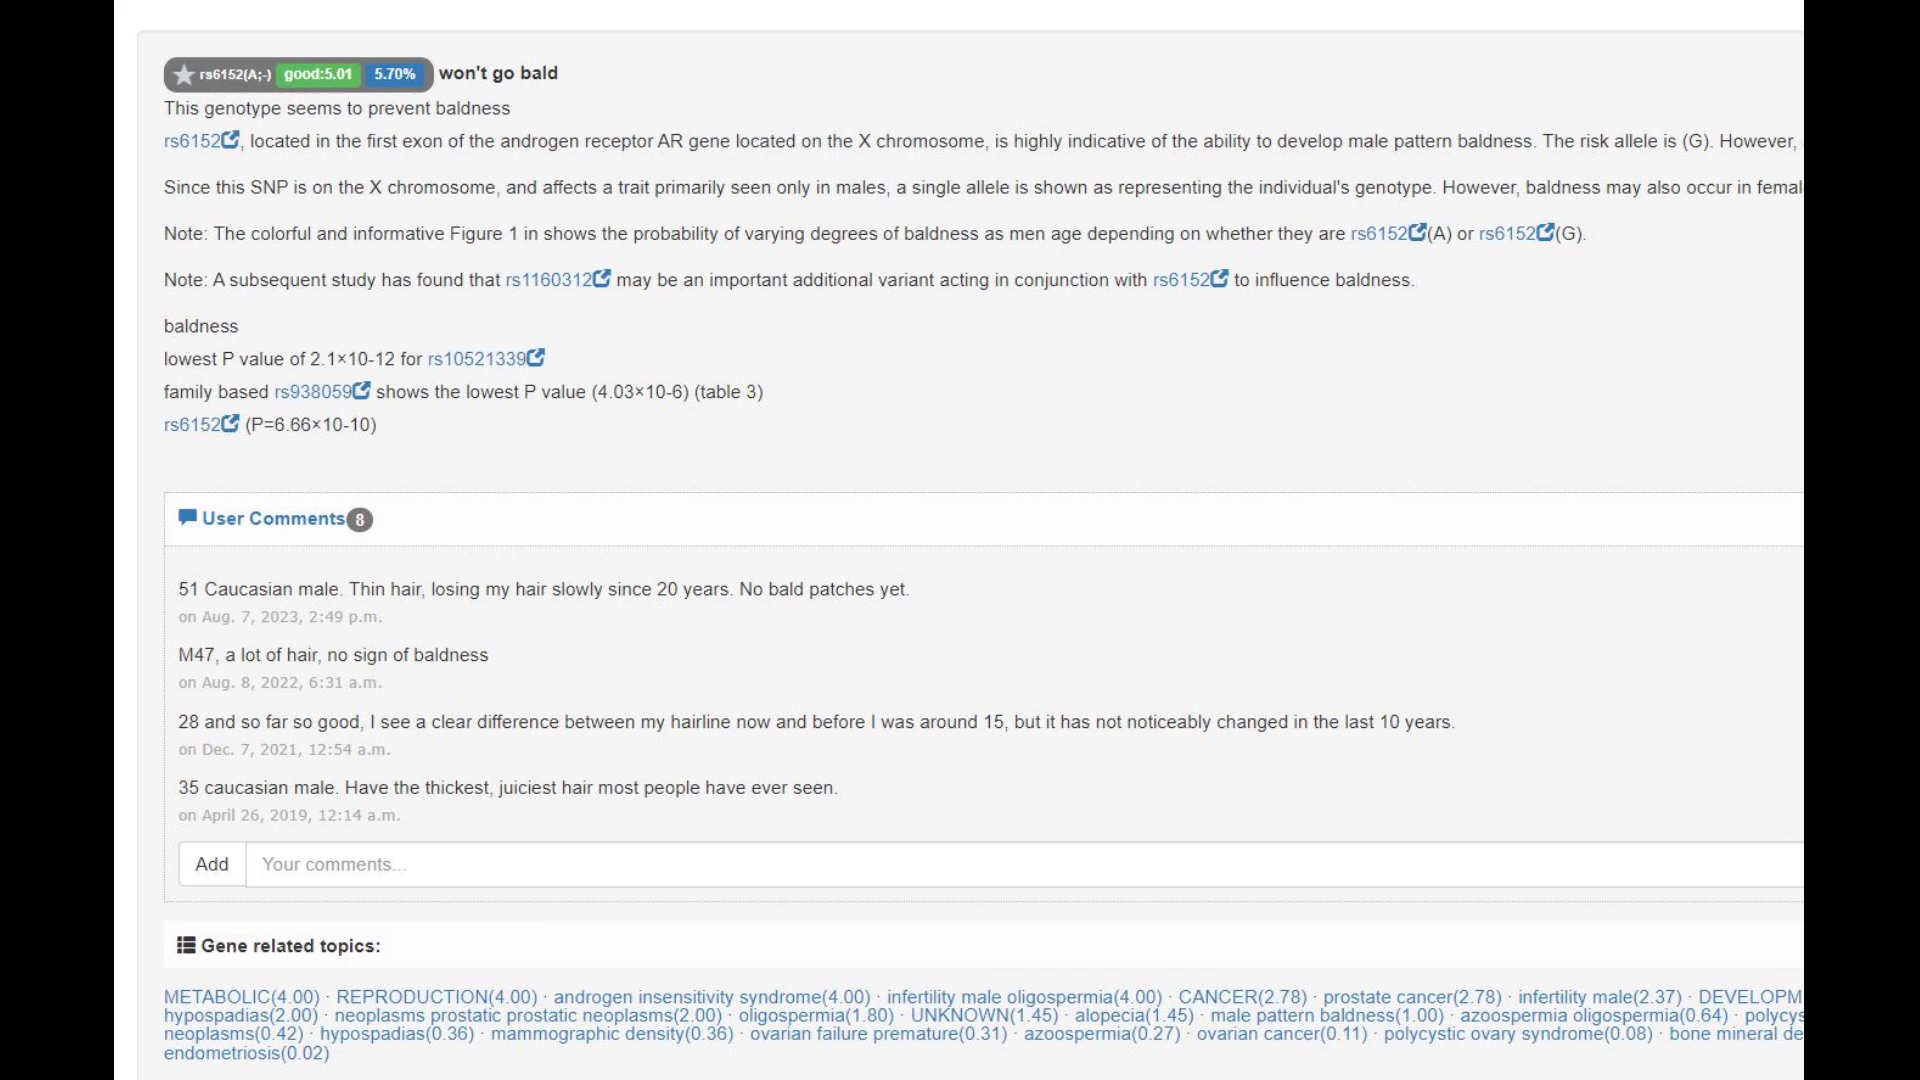 rs6152(A;-) good:5.01 5.70% won't go bald
This genotype seems to prevent baldness
rs6152, located in the first exon of the androgen receptor AR gene located on the X chromosome, is highly indicative of the ability to develop male pattern baldness. The risk allele is (G). However,
Since this SNP is on the X chromosome, and affects a trait primarily seen only in males, a single allele is shown as representing the individual's genotype. However, baldness may also occur in femal
Note: The colorful and informative Figure 1 in shows the probability of varying degrees of baldness as men age depending on whether they are rs6152(A) or rs6152(G).
Note: A subsequent study has found that rs1160312 may be an important additional variant acting in conjunction with rs6152 to influence baldness.
baldness
lowest P value of 2.1×10-12 for rs10521339
family based rs938059 shows the lowest P value (4.03×10-6) (table 3)
rs6152 (P=6.66×10-10)
User Comments 8
51 Caucasian male. Thin hair, losing my hair slowly since 20 years. No bald patches yet.
on Aug. 7, 2023, 2:49 p.m.
M47, a lot of hair, no sign of baldness
on Aug. 8, 2022, 6:31 a.m.
28 and so far so good, I see a clear difference between my hairline now and before I was around 15, but it has not noticeably changed in the last 10 years.
on Dec. 7, 2021, 12:54 a.m.
35 caucasian male. Have the thickest, juiciest hair most people have ever seen.
on April 26, 2019, 12:14 a.m.
Add Your comments...
Gene related topics:
METABOLIC(4.00) · REPRODUCTION(4.00) · androgen insensitivity syndrome(4.00) · infertility male oligospermia(4.00) · CANCER(2.78) · prostate cancer(2.78) · infertility male(2.37) · DEVELOPM
hypospadias(2.00) · neoplasms prostatic prostatic neoplasms(2.00) · oligospermia(1.80) · UNKNOWN(1.45) · alopecia(1.45) · male pattern baldness(1.00) · azoospermia oligospermia(0.64) · polycys
neoplasms(0.42) · hypospadias(0.36) · mammographic density(0.36) · ovarian failure premature(0.31) · azoospermia(0.27) · ovarian cancer(0.11) · polycystic ovary syndrome(0.08) · bone mineral de
endometriosis(0.02)